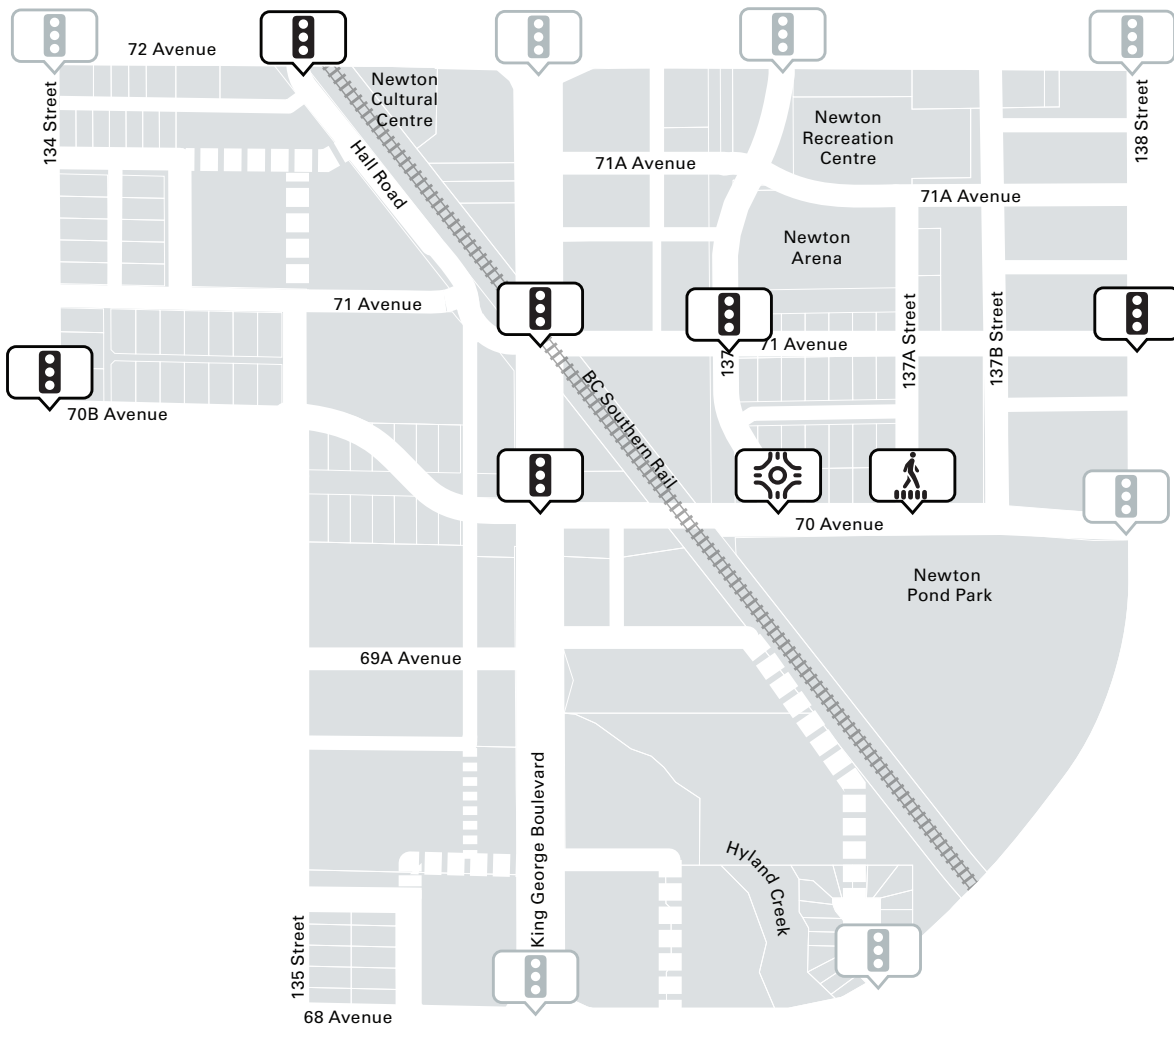 72 Avenue
134 Street
Newton
Cultural
Centre
Hall Road
Newton
Recreation
Centre
138 Street
71A Avenue
71A Avenue
Newton
Arena
71 Avenue
137
71 Avenue
137A Street
137B Street
70B Avenue
BC Southern Rail
70 Avenue
Newton
Pond Park
69A Avenue
King George Boulevard
Hyland Creek
135 Street
68 Avenue